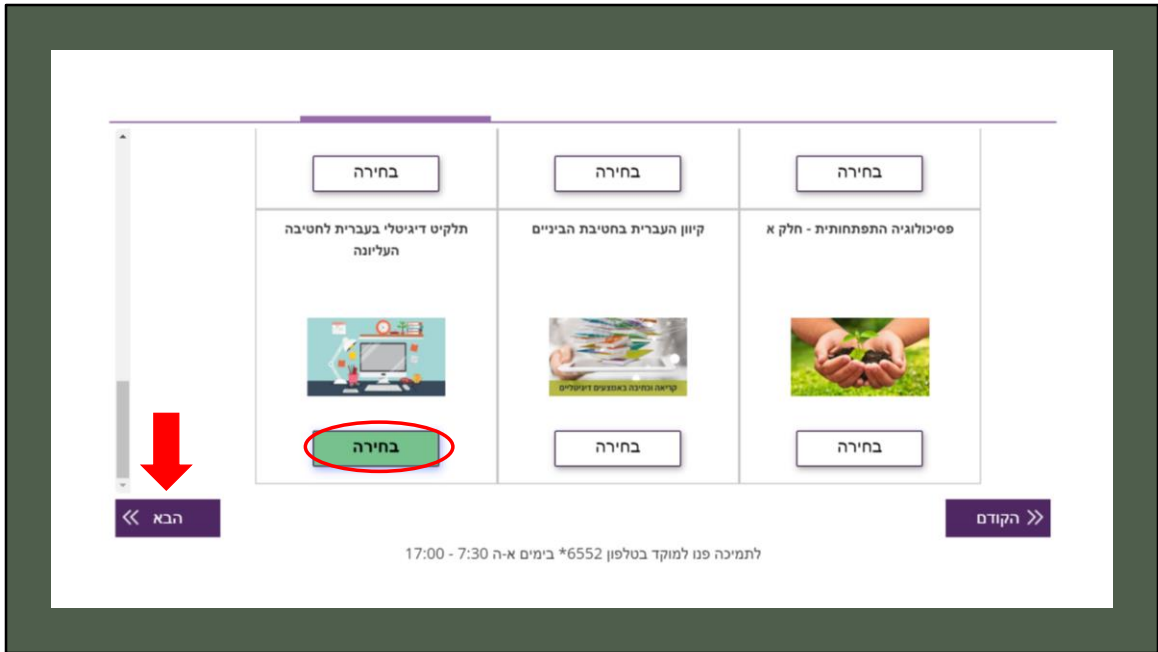 בחירה
בחירה
בחירה
פסיכולוגיה התפתחותית - חלק א
קיוון העברית בחטיבת הביניים
תלקיט דיגיטלי בעברית לחטיבה
העליונה
קריאה וכתיבה באמצעים דיגיטליים
בחירה
בחירה
בחירה
הקודם
הבא
לתמיכה פנו למוקד בטלפון 6552* בימים א-ה 7:30 - 17:00